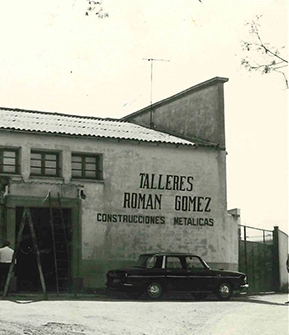 TALLERES
ROMAN GOMEZ
CONSTRUCCIONES METALICAS